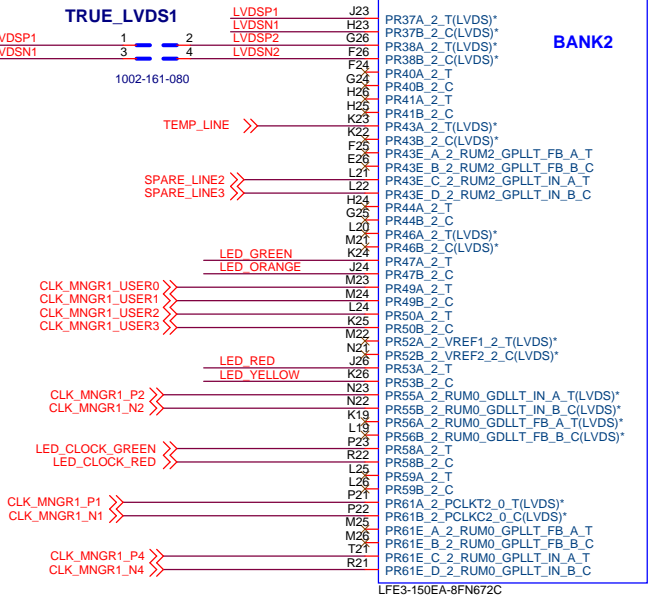 TRUE_LVDS1
VDSP1 1 2
VDSN1 3 4
1002-161-080
BANK2
LVDSP1 J23 PR37A_2_T(LVDS)*
LVDSN1 H23 PR37B_2_C(LVDS)*
LVDSP2 G26 PR38A_2_T(LVDS)*
LVDSN2 F26 PR38B_2_C(LVDS)*
F24 PR40A_2_T
G24 PR40B_2_C
H26 PR41A_2_T
H25 PR41B_2_C
TEMP_LINE K23 PR43A_2_T(LVDS)*
K22 PR43B_2_C(LVDS)*
F25 PR43E_A_2_RUM2_GPLLT_FB_A_T
E26 PR43E_B_2_RUM2_GPLLT_FB_B_C
SPARE_LINE2 L21 PR43E_C_2_RUM2_GPLLT_IN_A_T
SPARE_LINE3 L22 PR43E_D_2_RUM2_GPLLT_IN_B_C
H24 PR44A_2_T
G25 PR44B_2_C
L20 PR46A_2_T(LVDS)*
M21 PR46B_2_C(LVDS)*
LED_GREEN K24 PR47A_2_T
LED_ORANGE J24 PR47B_2_C
CLK_MNGR1_USER0 M23 PR49A_2_T
CLK_MNGR1_USER1 M24 PR49B_2_C
CLK_MNGR1_USER2 L24 PR50A_2_T
CLK_MNGR1_USER3 K25 PR50B_2_C
M22 PR52A_2_VREF1_2_T(LVDS)*
N21 PR52B_2_VREF2_2_C(LVDS)*
LED_RED J26 PR53A_2_T
LED_YELLOW K26 PR53B_2_C
CLK_MNGR1_P2 N23 PR55A_2_RUM0_GDLLT_IN_A_T(LVDS)*
CLK_MNGR1_N2 N22 PR55B_2_RUM0_GDLLT_IN_B_C(LVDS)*
K19 PR56A_2_RUM0_GDLLT_FB_A_T(LVDS)*
L19 PR56B_2_RUM0_GDLLT_FB_B_C(LVDS)*
LED_CLOCK_GREEN P23 PR58A_2_T
LED_CLOCK_RED R22 PR58B_2_C
L25 PR59A_2_T
L26 PR59B_2_C
CLK_MNGR1_P1 P21 PR61A_2_PCLKT2_0_T(LVDS)*
CLK_MNGR1_N1 P22 PR61B_2_PCLKC2_0_C(LVDS)*
M25 PR61E_A_2_RUM0_GPLLT_FB_A_T
M26 PR61E_B_2_RUM0_GPLLT_FB_B_C
CLK_MNGR1_P4 T21 PR61E_C_2_RUM0_GPLLT_IN_A_T
CLK_MNGR1_N4 R21 PR61E_D_2_RUM0_GPLLT_IN_B_C
LFE3-150EA-8FN672C